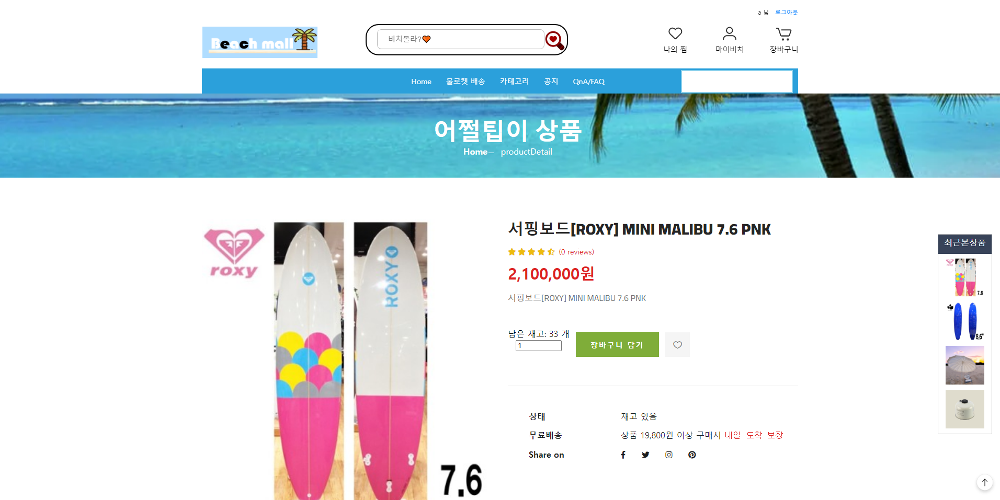 a 님 로그아웃
Beach mall
비치몰라?🧡
나의 찜
마이비치
장바구니
Home 물로켓 배송 카테고리 공지 QnA/FAQ
어쩔팁이 상품
Home – productDetail
roxy
ROXY
7.6
서핑보드[ROXY] MINI MALIBU 7.6 PNK
(0 reviews)
2,100,000원
서핑보드[ROXY] MINI MALIBU 7.6 PNK
남은 재고: 33 개
1
장바구니 담기
상태 재고 있음
무료배송 상품 19,800원 이상 구매시 내일 도착 보장
Share on
최근본상품
roxy
7.6
8,6"